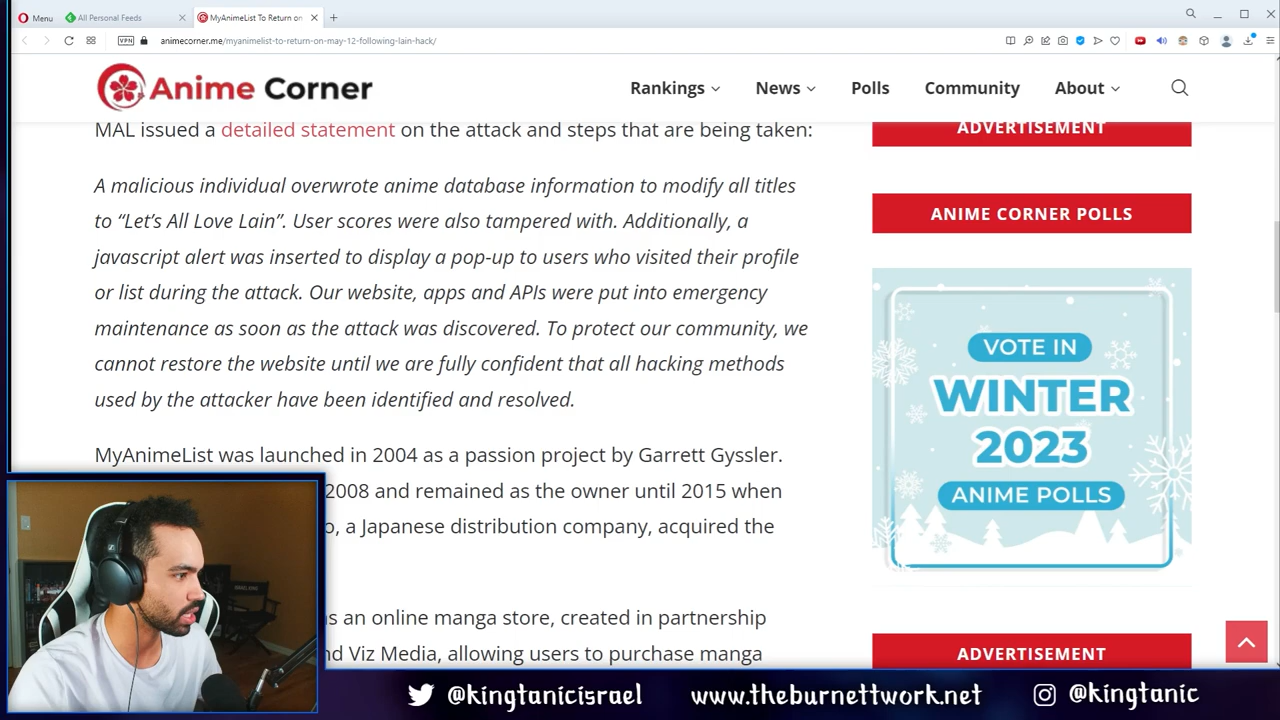 Menu
All Personal Feeds
MyAnimeList To Return on
VPN
animecorner.me/myanimelist-to-return-on-may-12-following-lain-hack/
Anime Corner
Rankings
News
Polls
Community
About
MAL issued a detailed statement on the attack and steps that are being taken:
A malicious individual overwrote anime database information to modify all titles
to “Let’s All Love Lain”. User scores were also tampered with. Additionally, a
javascript alert was inserted to display a pop-up to users who visited their profile
or list during the attack. Our website, apps and APIs were put into emergency
maintenance as soon as the attack was discovered. To protect our community, we
cannot restore the website until we are fully confident that all hacking methods
used by the attacker have been identified and resolved.
MyAnimeList was launched in 2004 as a passion project by Garrett Gyssler.
2008 and remained as the owner until 2015 when
o, a Japanese distribution company, acquired the
s an online manga store, created in partnership
nd Viz Media, allowing users to purchase manga
ADVERTISEMENT
ANIME CORNER POLLS
VOTE IN
WINTER
2023
ANIME POLLS
ADVERTISEMENT
@kingtanicisrael
www.theburnettwork.net
@kingtanic